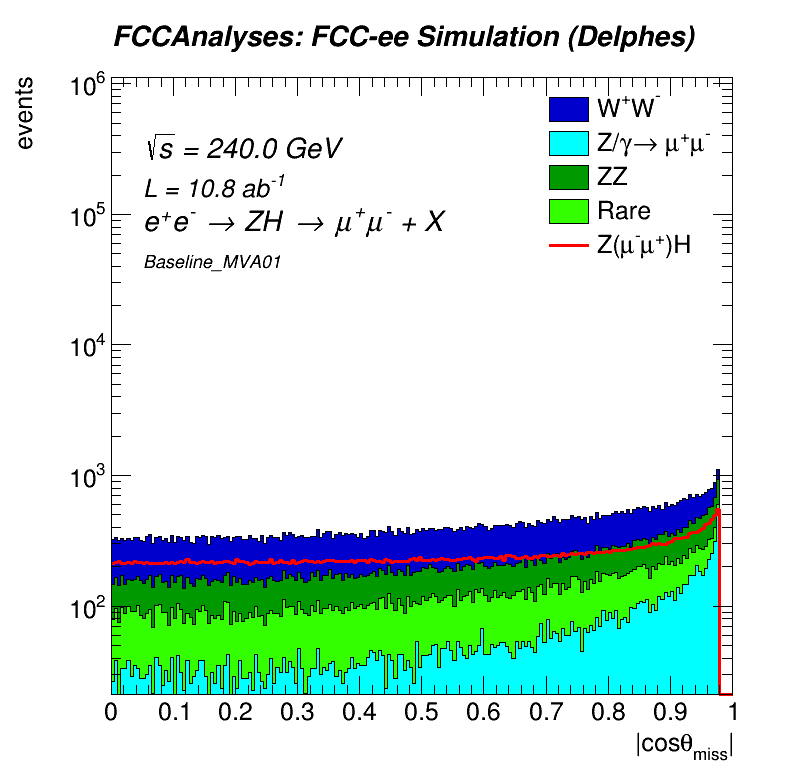 FCCAnalyses: FCC-ee Simulation (Delphes)
events
10⁶
10⁵
10⁴
10³
10²
√s = 240.0 GeV
L = 10.8 ab⁻¹
e⁺e⁻ → ZH → μ⁺μ⁻ + X
Baseline_MVA01
W⁺W⁻
Z/γ→ μ⁺μ⁻
ZZ
Rare
Z(μ⁻μ⁺)H
0 0.1 0.2 0.3 0.4 0.5 0.6 0.7 0.8 0.9 1
|cosθ_miss|